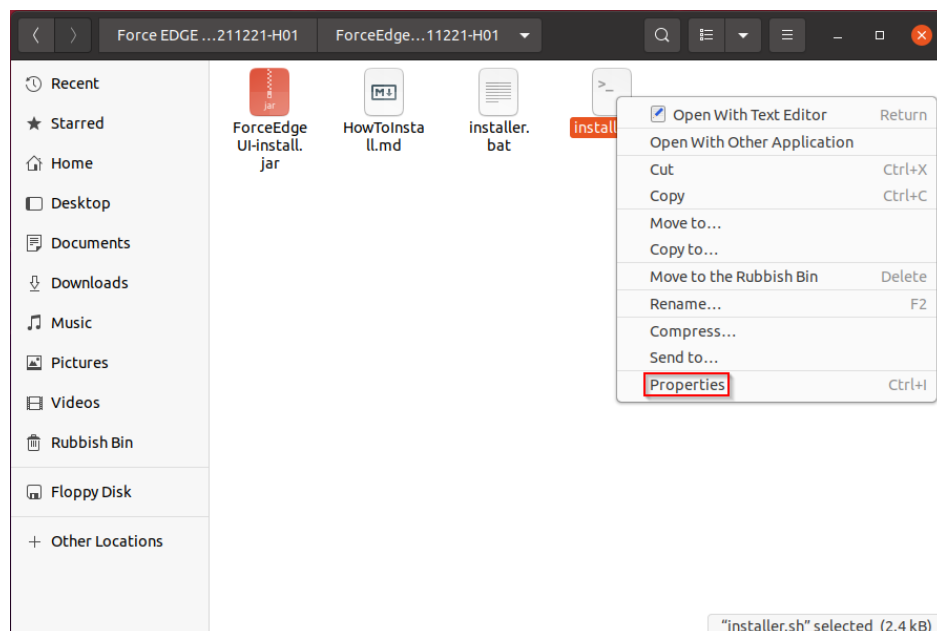 Force EDGE ...211221-H01
ForceEdge...11221-H01
Recent
Starred
Home
Desktop
Documents
Downloads
Music
Pictures
Videos
Rubbish Bin
Floppy Disk
+ Other Locations
jar
ForceEdge
UI-install.
jar
M↓
HowToInsta
ll.md
installer.
bat
>_
install
Open With Text Editor Return
Open With Other Application
Cut Ctrl+X
Copy Ctrl+C
Move to...
Copy to...
Move to the Rubbish Bin Delete
Rename... F2
Compress...
Send to...
Properties Ctrl+I
"installer.sh" selected (2.4 kB)